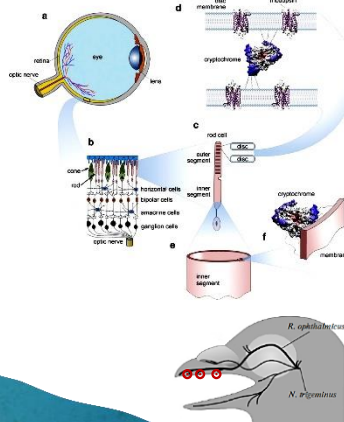 a
eye
retina
optic nerve
lens
b
cone
rod
horizontal cells
bipolar cells
amacrine cells
ganglion cells
optic nerve
c
rod cell
outer
segment
disc
disc
inner
segment
d
membrane
cryptochrome
e
inner
segment
f
cryptochrome
membrane
R. ophthalmicus
N. trigeminus